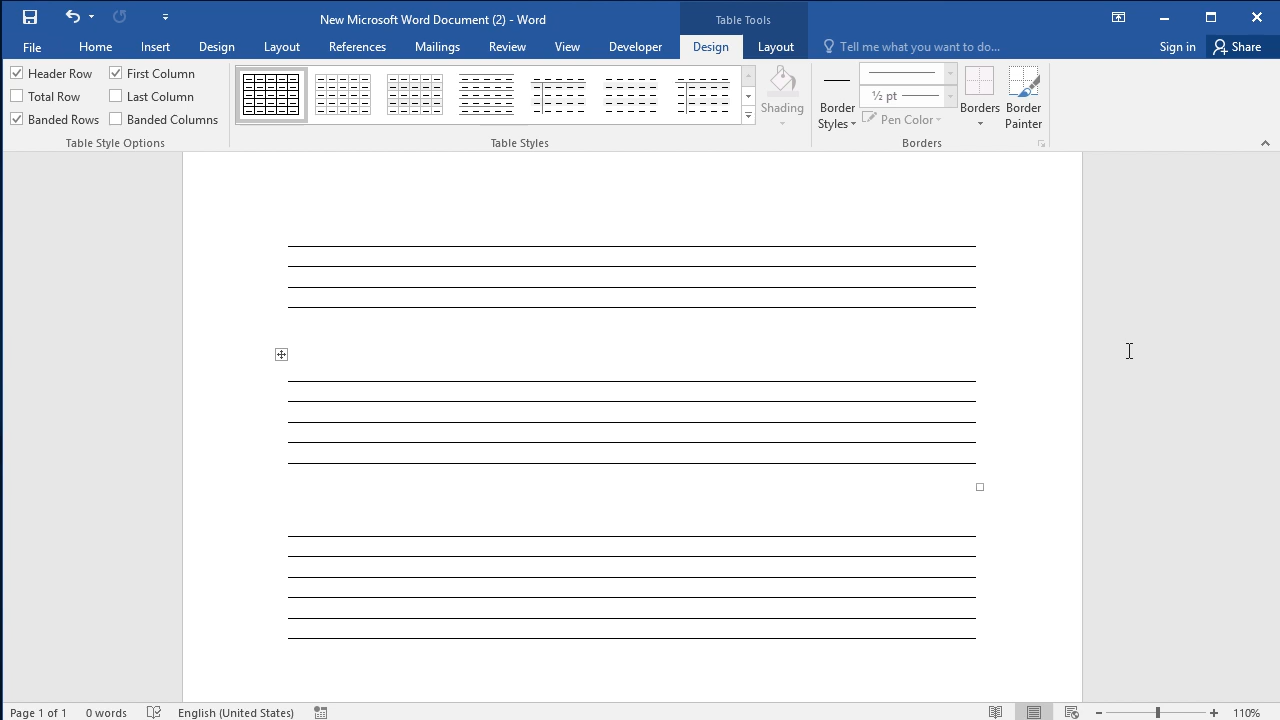 New Microsoft Word Document (2) - Word
Table Tools
File Home Insert Design Layout References Mailings Review View Developer Design Layout Tell me what you want to do... Sign in Share
Header Row First Column
Total Row Last Column
Banded Rows Banded Columns
Table Style Options
Table Styles
Shading
Border Styles
½ pt
Pen Color
Borders
Border Painter
Borders
Page 1 of 1 0 words English (United States) 110%